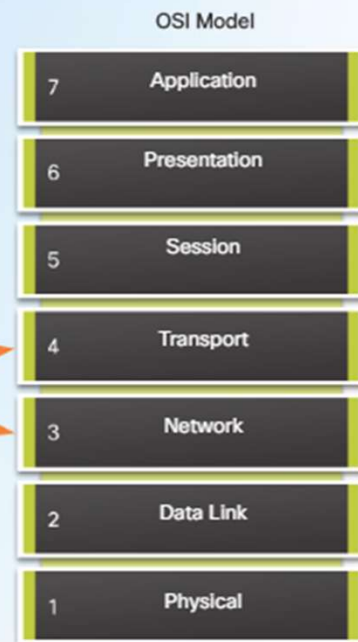 OSI Model
7 Application
6 Presentation
5 Session
4 Transport
3 Network
2 Data Link
1 Physical